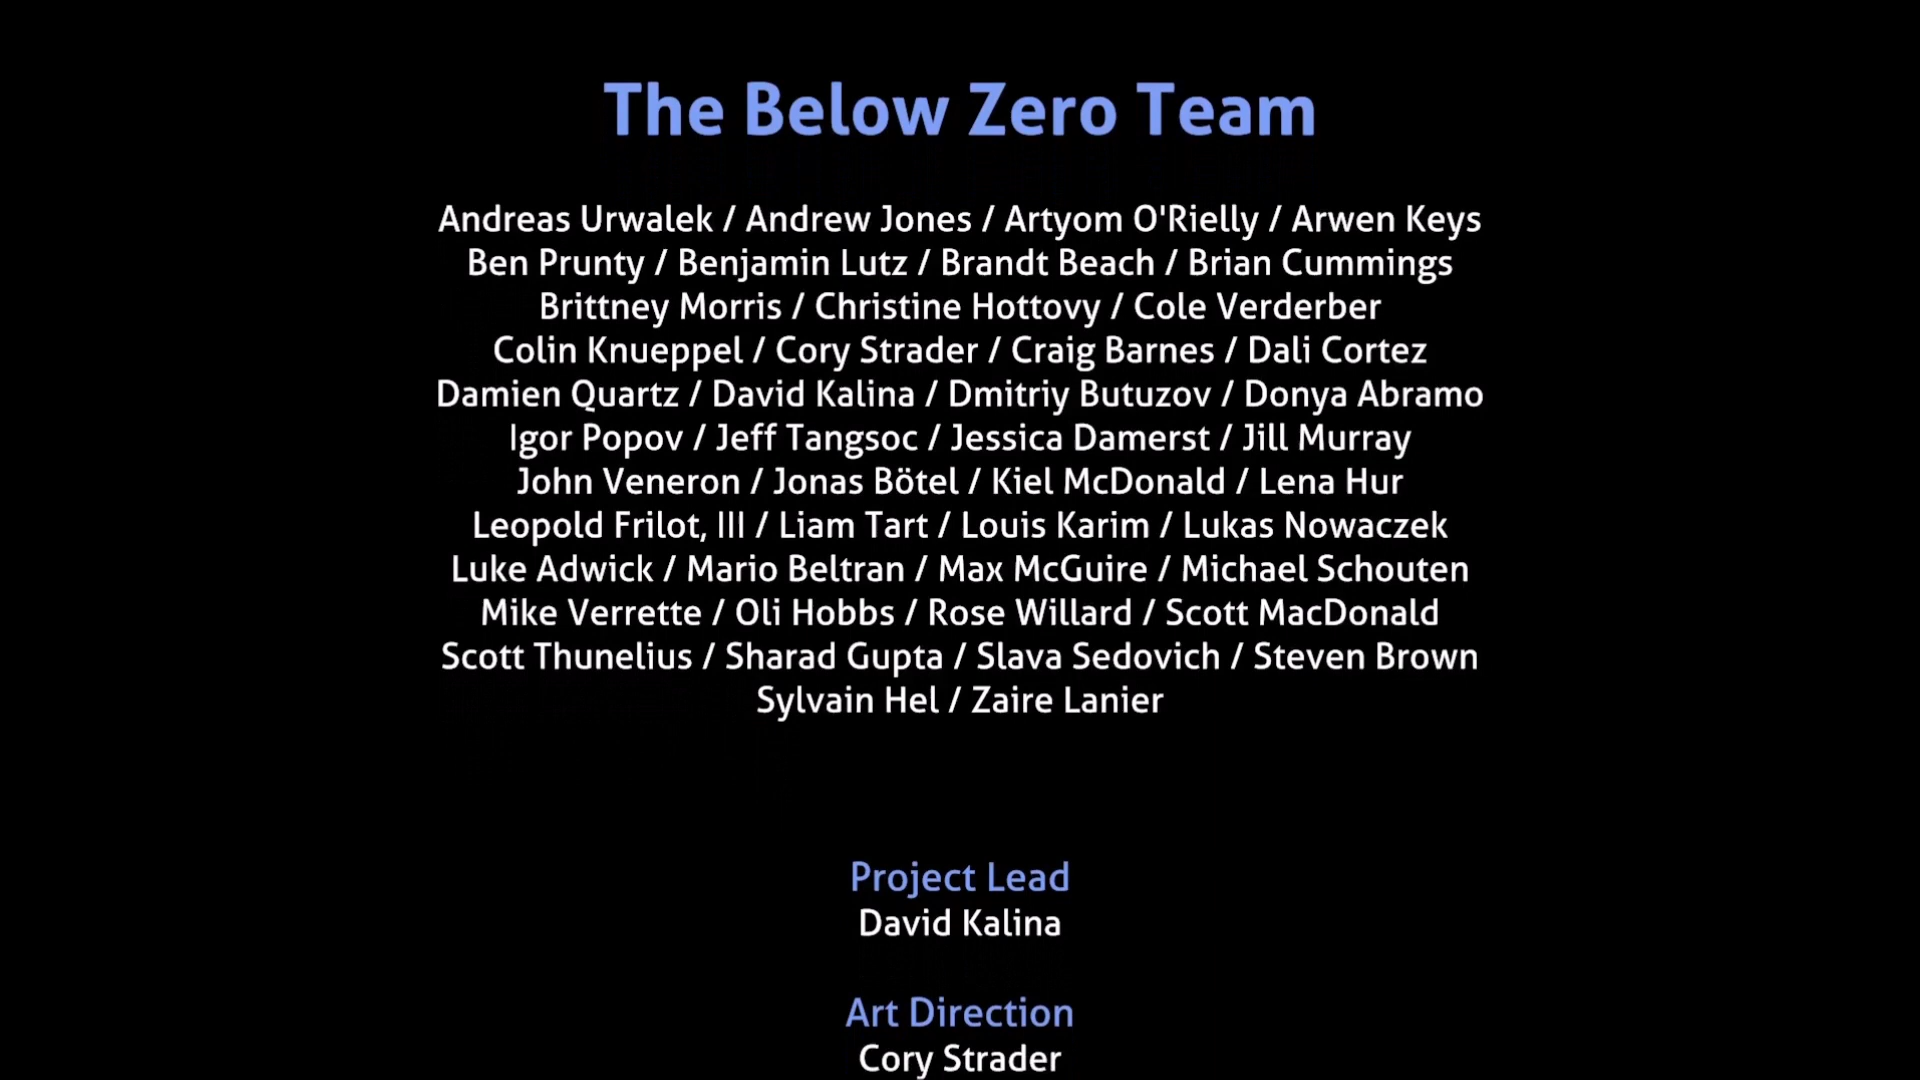 The Below Zero Team
Andreas Urwalek / Andrew Jones / Artyom O'Rielly / Arwen Keys
Ben Prunty / Benjamin Lutz / Brandt Beach / Brian Cummings
Brittney Morris / Christine Hottovy / Cole Verderber
Colin Knueppel / Cory Strader / Craig Barnes / Dali Cortez
Damien Quartz / David Kalina / Dmitriy Butuzov / Donya Abramo
Igor Popov / Jeff Tangsoc / Jessica Damerst / Jill Murray
John Veneron / Jonas Bötel / Kiel McDonald / Lena Hur
Leopold Frilot, III / Liam Tart / Louis Karim / Lukas Nowaczek
Luke Adwick / Mario Beltran / Max McGuire / Michael Schouten
Mike Verrette / Oli Hobbs / Rose Willard / Scott MacDonald
Scott Thunelius / Sharad Gupta / Slava Sedovich / Steven Brown
Sylvain Hel / Zaire Lanier
Project Lead
David Kalina
Art Direction
Cory Strader